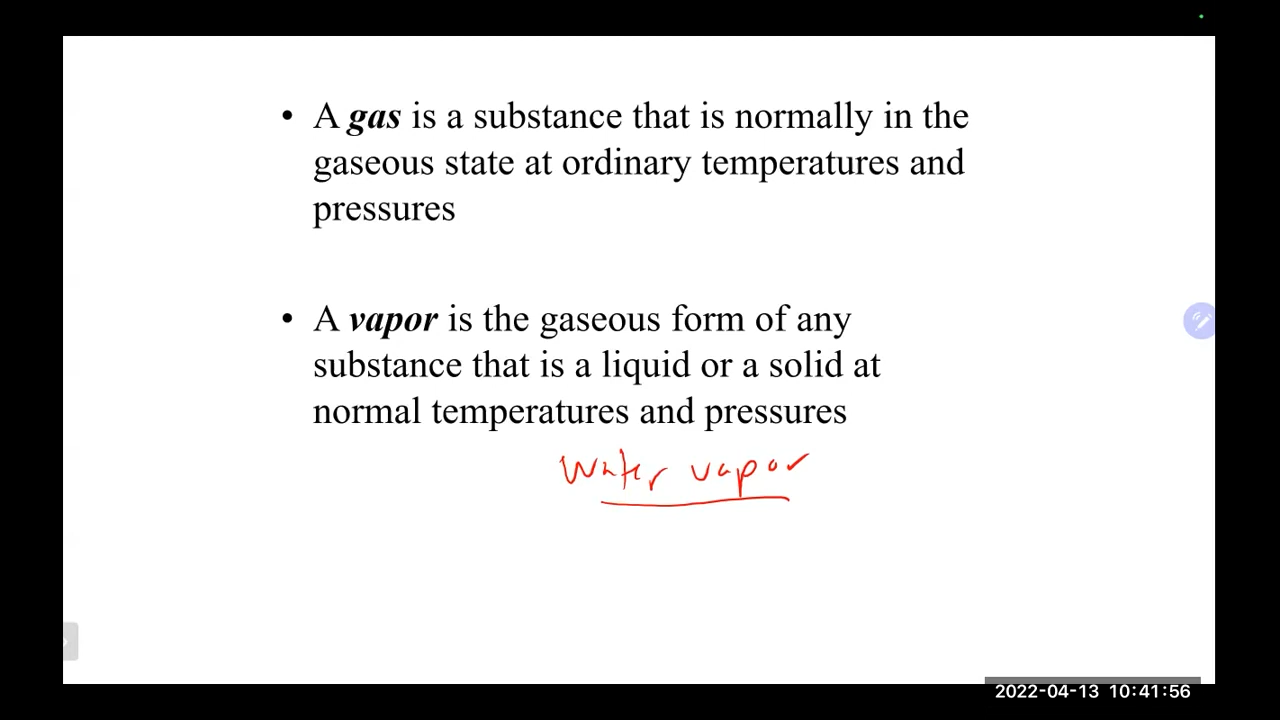 • A gas is a substance that is normally in the
gaseous state at ordinary temperatures and
pressures
• A vapor is the gaseous form of any
substance that is a liquid or a solid at
normal temperatures and pressures
Water vapor
2022-04-13 10:41:56